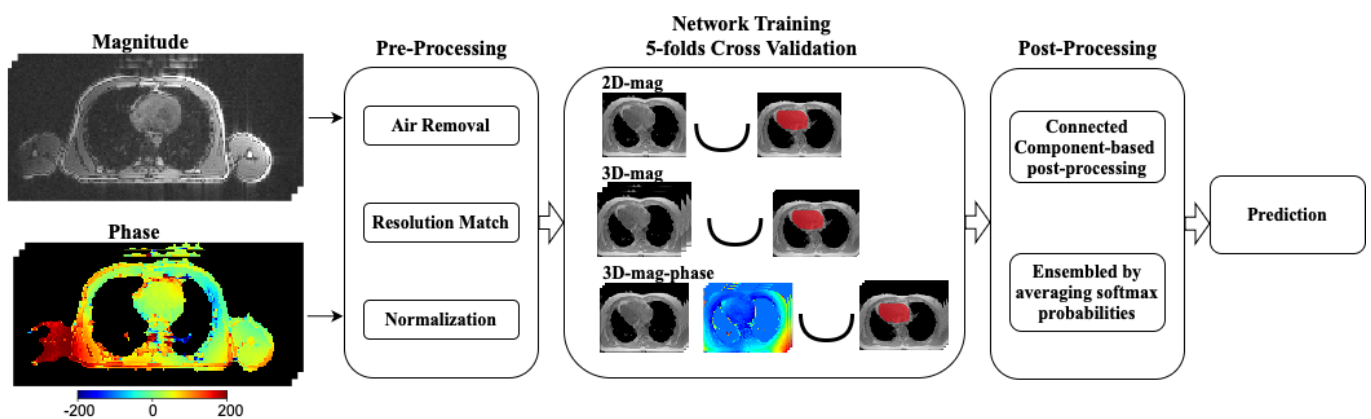 Magnitude
Phase
-200 0 200
Pre-Processing
Air Removal
Resolution Match
Normalization
Network Training
5-folds Cross Validation
2D-mag
3D-mag
3D-mag-phase
Post-Processing
Connected
Component-based
post-processing
Ensembled by
averaging softmax
probabilities
Prediction